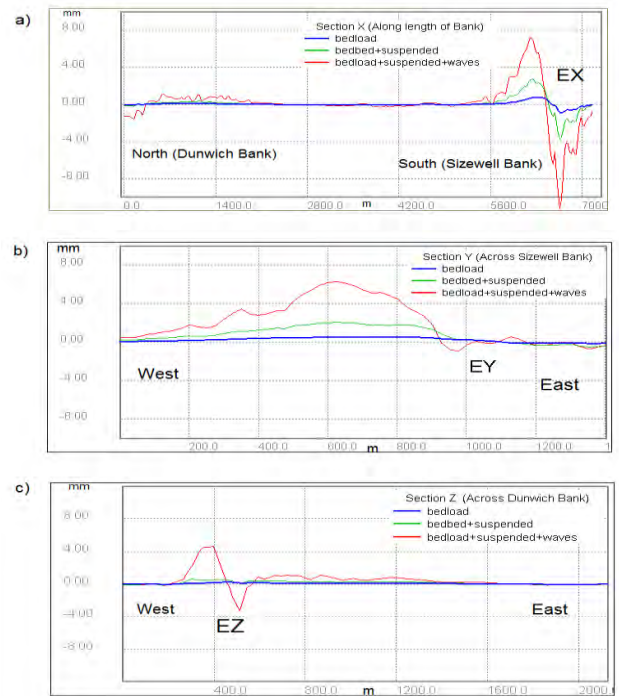 a)
mm
8.00
4.00
0.00
-4.00
-8.00
Section X (Along length of Bank)
bedload
bedbed+suspended
bedload+suspended+waves
EX
North (Dunwich Bank)
South (Sizewell Bank)
0.0 1400.0 2800.0 m 4200.0 5600.0 7000
b)
mm
8.00
4.00
0.00
-4.00
-8.00
Section Y (Across Sizewell Bank)
bedload
bedbed+suspended
bedload+suspended+waves
West
EY
East
200.0 400.0 600.0 m 800.0 1000.0 1200.0 1
c)
mm
8.00
4.00
0.00
-4.00
-8.00
Section Z (Across Dunwich Bank)
bedload
bedbed+suspended
bedload+suspended+waves
West
EZ
East
400.0 800.0 m 1200.0 1600.0 2000.0